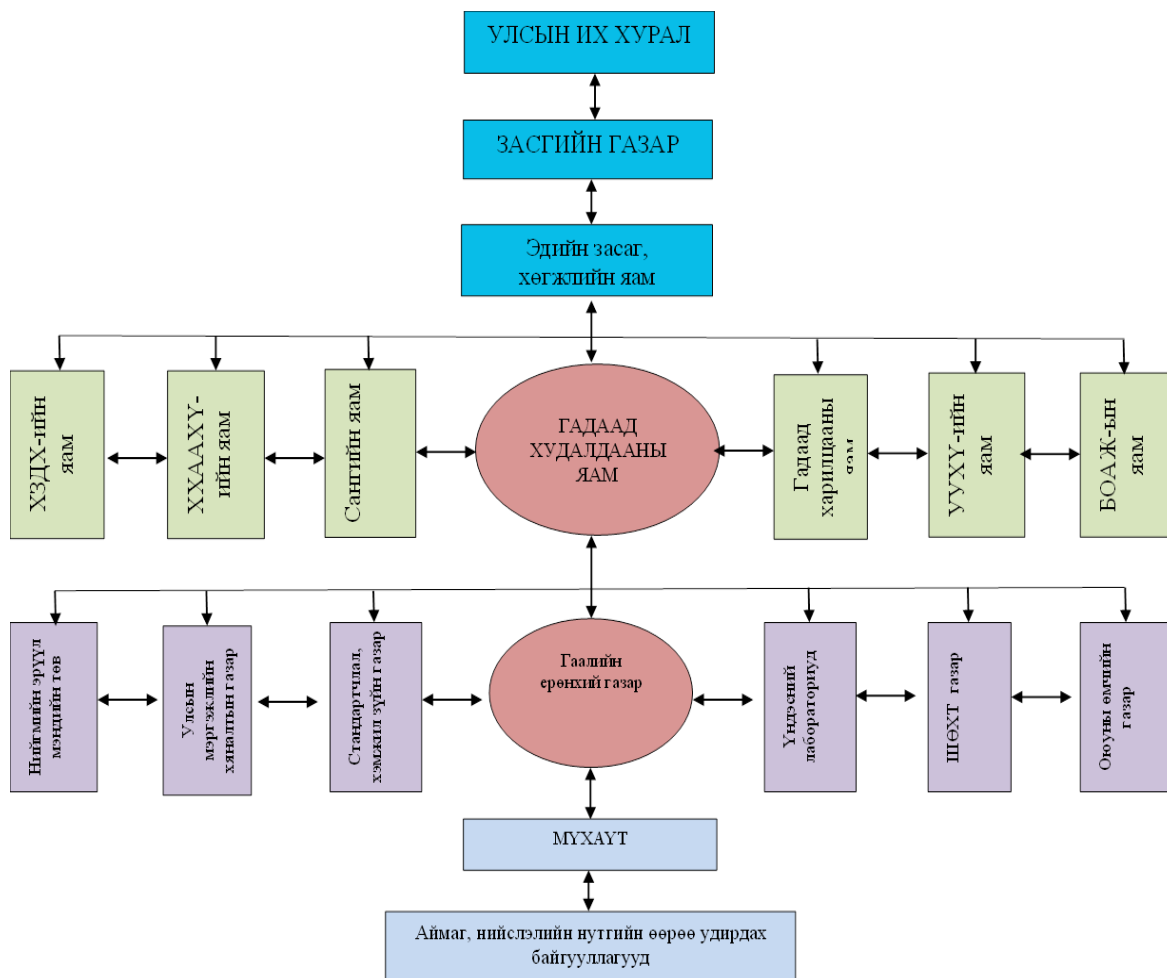 УЛСЫН ИХ ХУРАЛ
ЗАСГИЙН ГАЗАР
Эдийн засаг,
хөгжлийн яам
ХЗДХ-ийн
яам
ХХААХҮ-
ийн яам
Сангийн яам
ГАДААД
ХУДАЛДААНЫ
ЯАМ
Гадаад
харилцааны
яам
УУХҮ-ийн
яам
БОАЖ-ын
яам
Нийгмийн эрүүл
мэндийн төв
Улсын
мэргэжлийн
хяналтын газар
Стандартчлал,
хэмжил зүйн газар
Гаалийн
ерөнхий газар
Үндэсний
лабораториуд
ШӨХТ газар
Оюуны өмчийн
газар
МҮХАҮТ
Аймаг, нийслэлийн нутгийн өөрөө удирдах
байгууллагууд